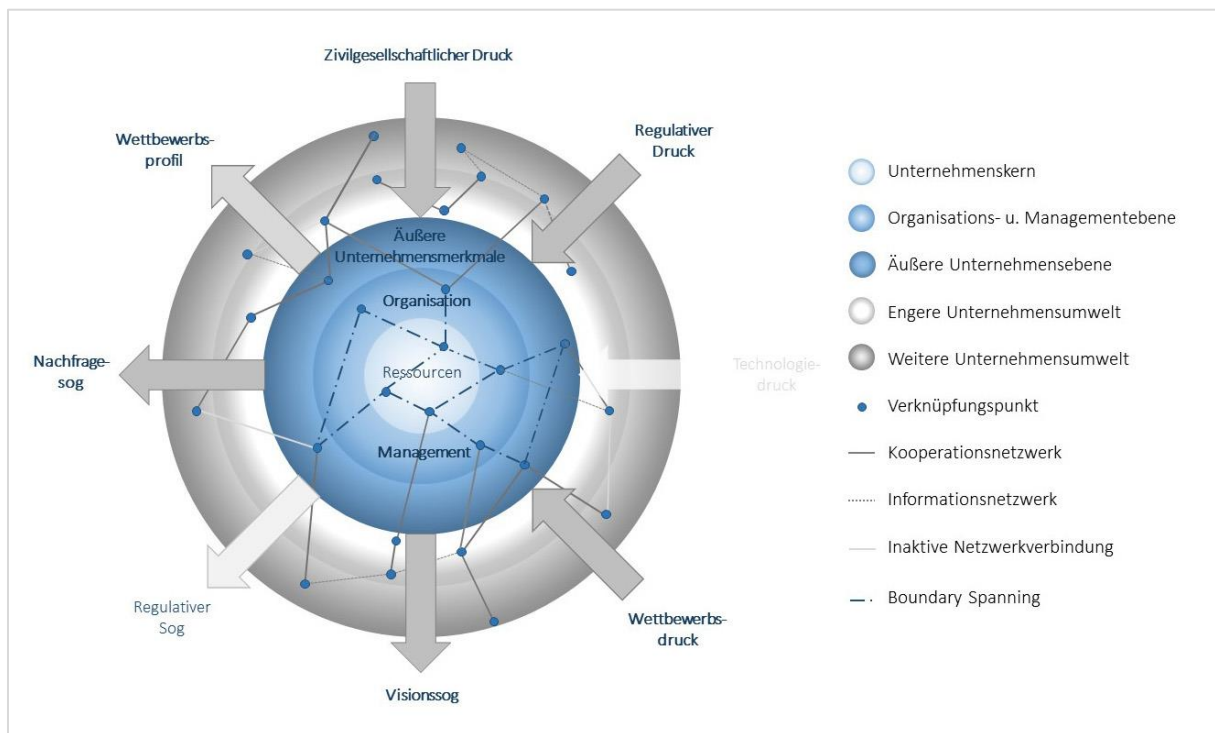 Zivilgesellschaftlicher Druck
Wettbewerbs-
profil
Regulativer
Druck
Äußere
Unternehmensmerkmale
Organisation
Ressourcen
Management
Nachfrage-
sog
Technologie-
druck
Regulativer
Sog
Visionssog
Wettbewerbs-
druck
Unternehmenskern
Organisations- u. Managementebene
Äußere Unternehmensebene
Engere Unternehmensumwelt
Weitere Unternehmensumwelt
Verknüpfungspunkt
Kooperationsnetzwerk
Informationsnetzwerk
Inaktive Netzwerkverbindung
Boundary Spanning